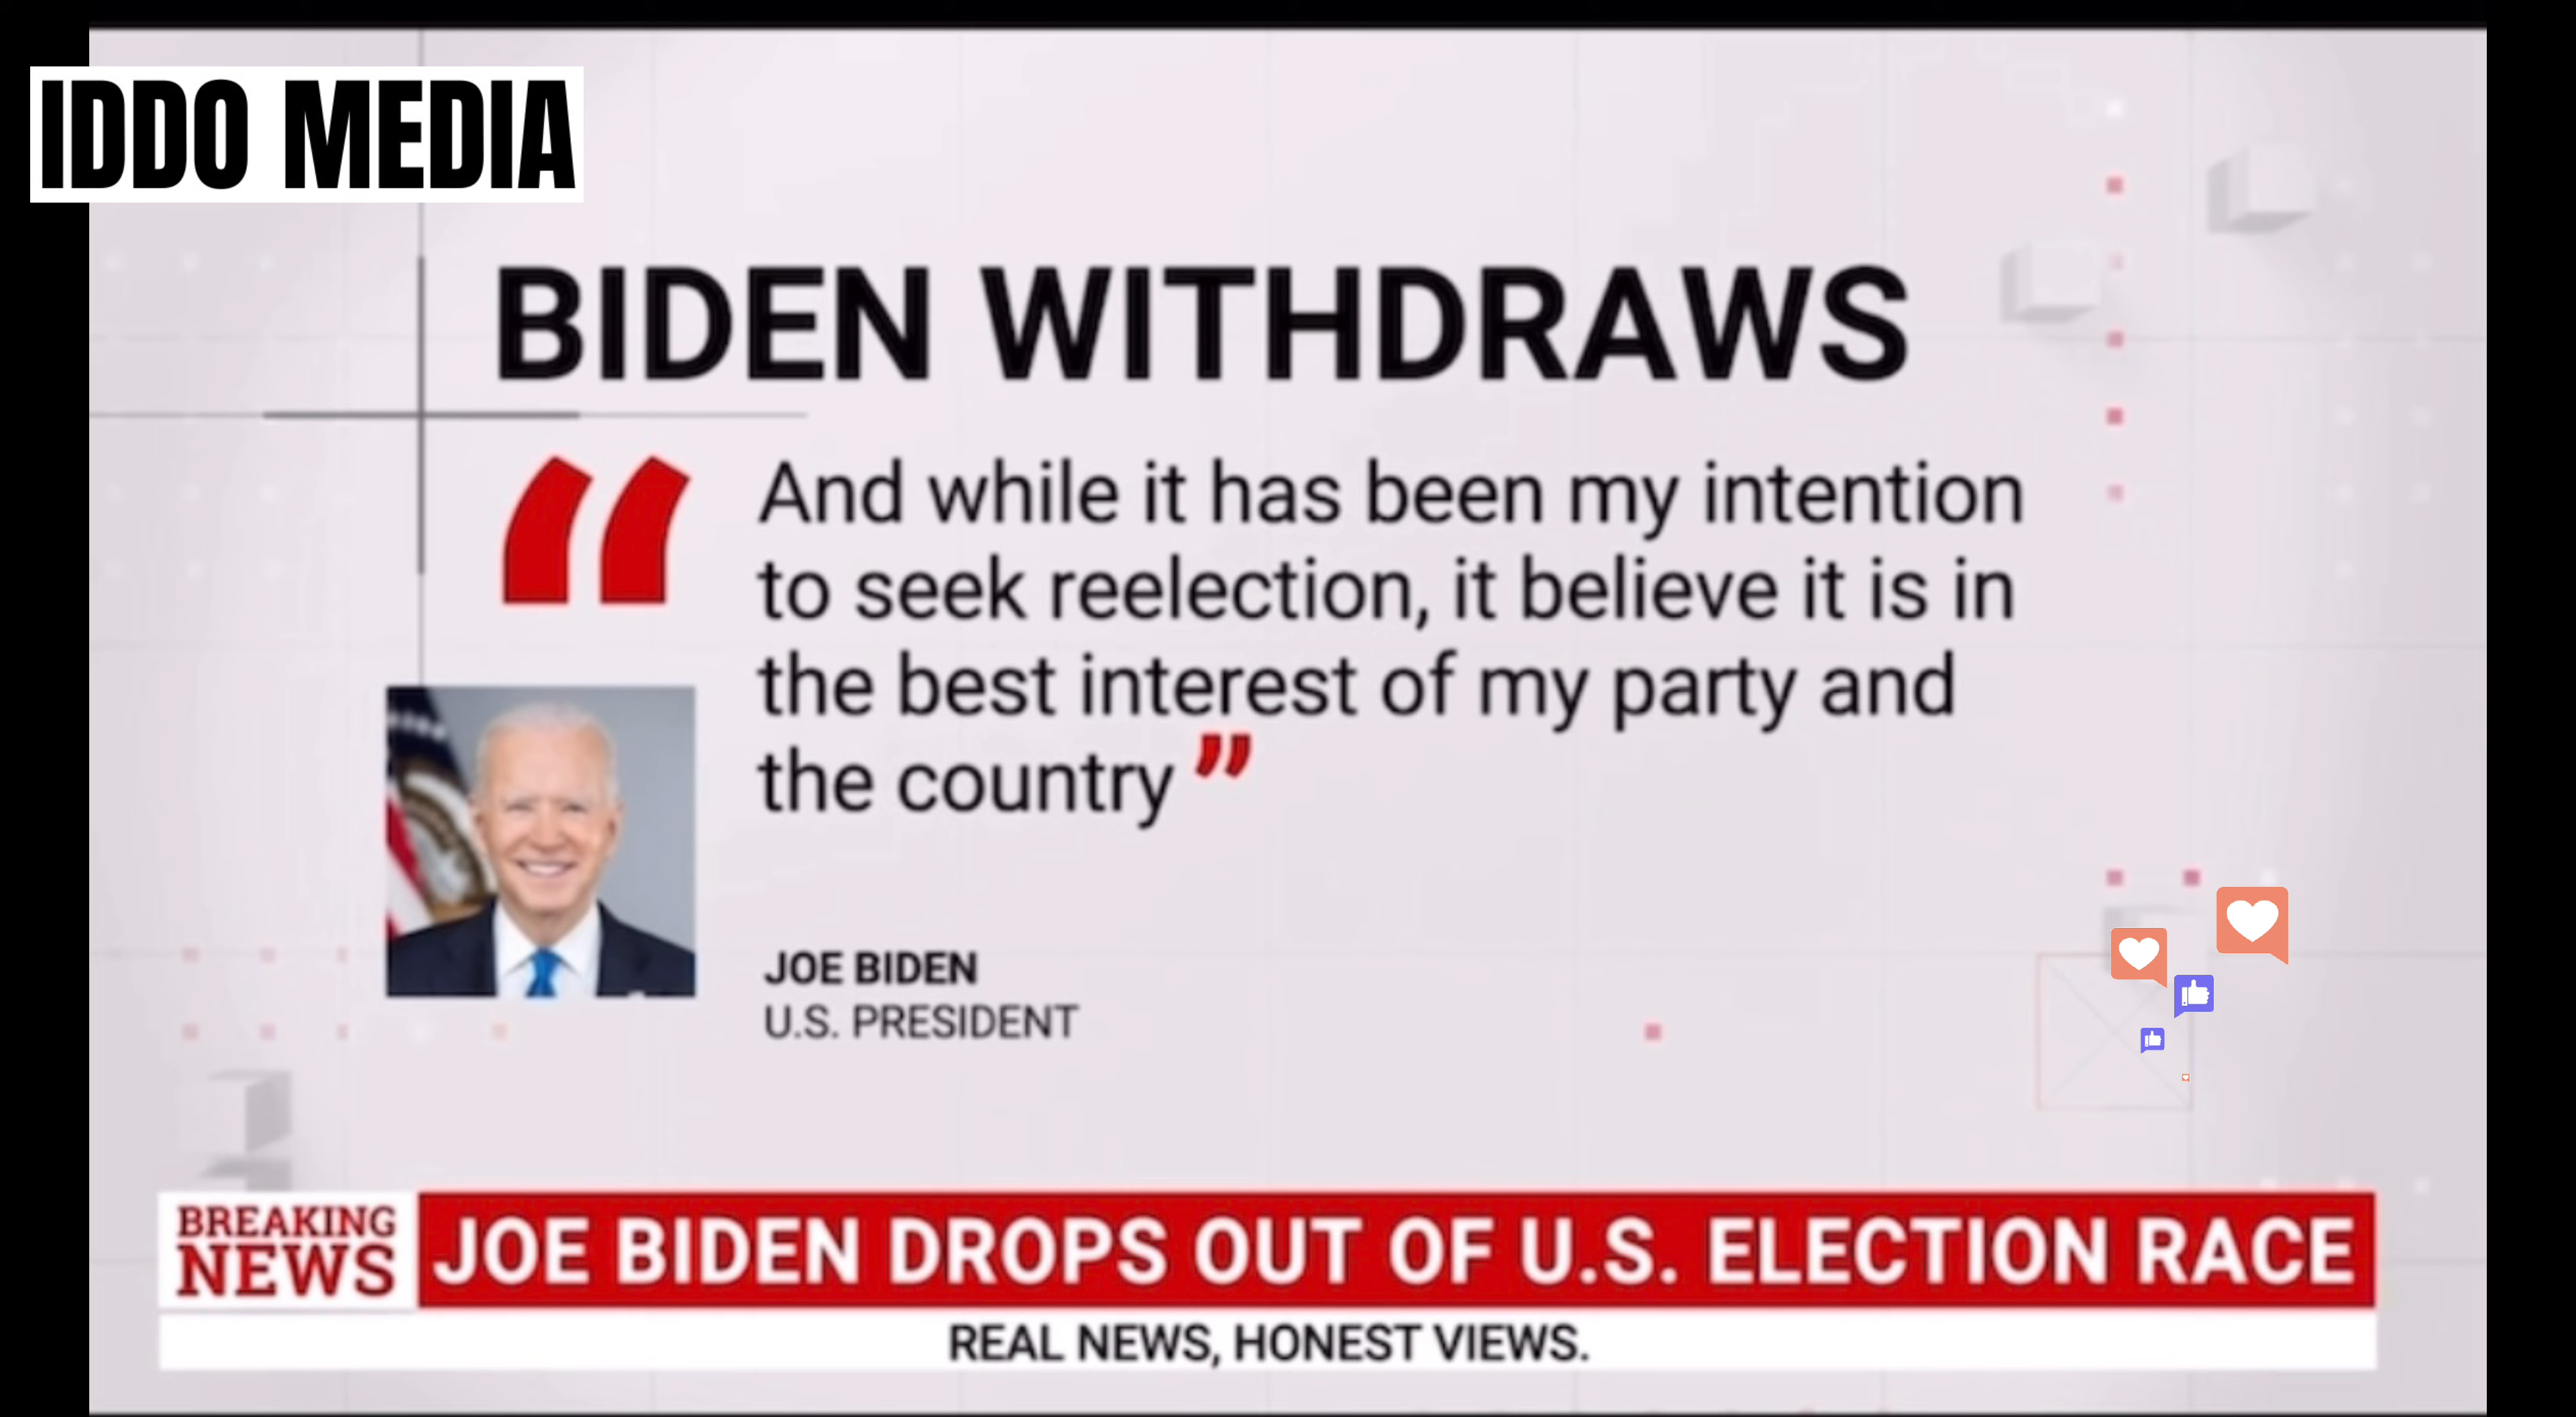 IDDO MEDIA
BIDEN WITHDRAWS
“ And while it has been my intention
to seek reelection, it believe it is in
the best interest of my party and
the country ”
JOE BIDEN
U.S. PRESIDENT
BREAKING
NEWS
JOE BIDEN DROPS OUT OF U.S. ELECTION RACE
REAL NEWS, HONEST VIEWS.